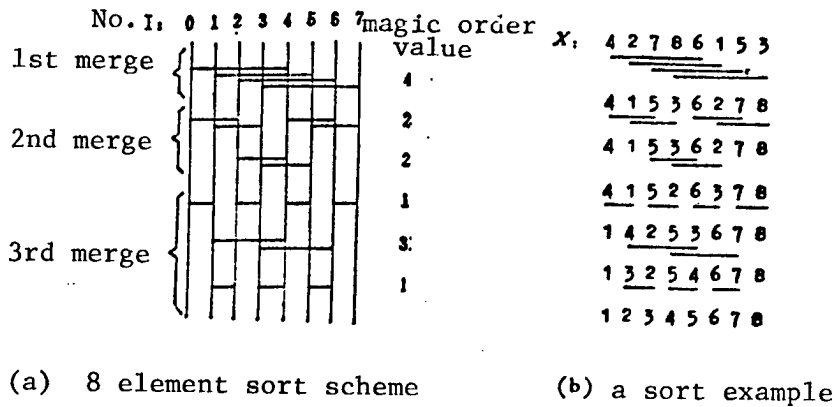 No. I: 0 1 2 3 4 5 6 7 magic order
value
1st merge
4
2nd merge
2
2
1
3rd merge
3
1
(a) 8 element sort scheme
X: 4 2 7 8 6 1 5 3
4 1 5 3 6 2 7 8
4 1 5 3 6 2 7 8
4 1 5 2 6 3 7 8
1 4 2 5 3 6 7 8
1 3 2 5 4 6 7 8
1 2 3 4 5 6 7 8
(b) a sort example